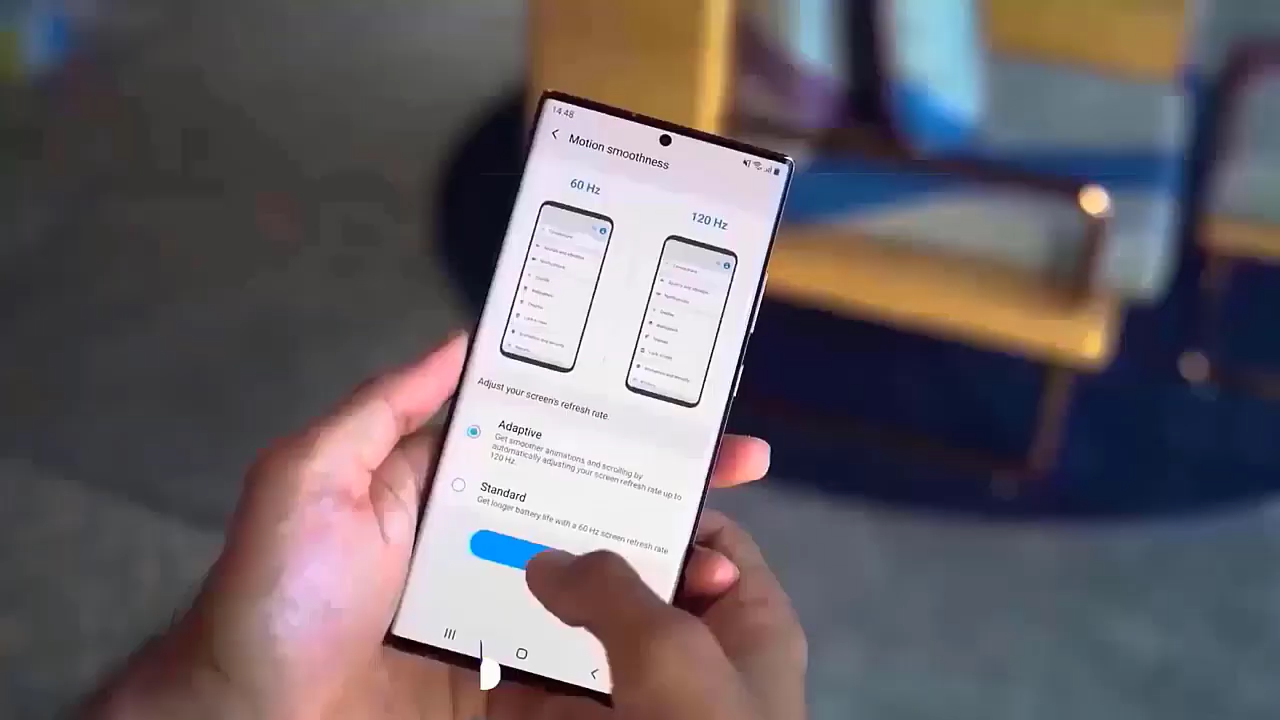 14:48
Motion smoothness
60 Hz
120 Hz
Adjust your screen's refresh rate.
Adaptive
Get smoother animations and scrolling by
automatically adjusting your screen refresh rate up to
120 Hz.
Standard
Get longer battery life with a 60 Hz screen refresh rate.